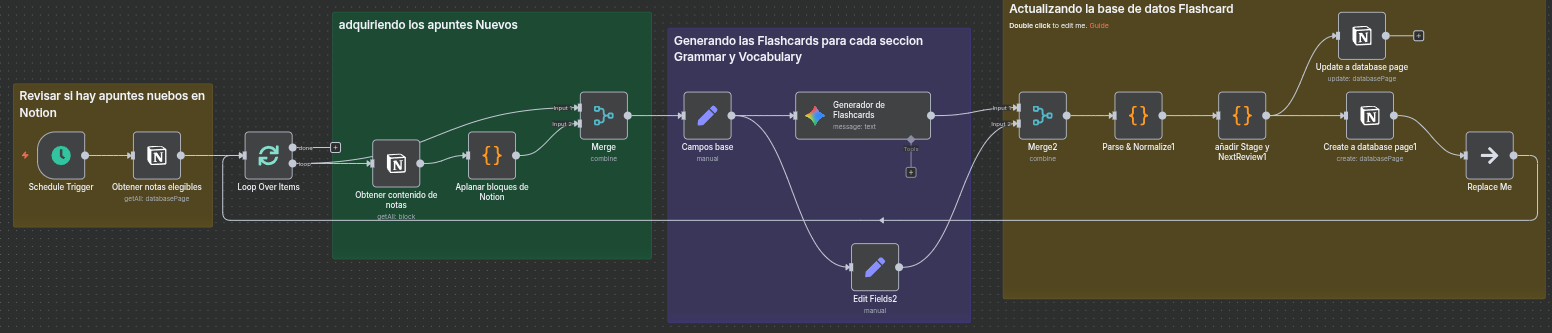 Revisar si hay apuntes nuebos en
Notion
Schedule Trigger
Obtener notas elegibles
getAll: databasePage
Loop Over Items
done
loop
adquiriendo los apuntes Nuevos
Obtener contenido de
notas
getAll: block
Aplanar bloques de
Notion
Input 1
Input 2
Merge
combine
Generando las Flashcards para cada seccion
Grammar y Vocabulary
Campos base
manual
Generador de
Flashcards
message: text
Tools
Edit Fields2
manual
Actualizando la base de datos Flashcard
Double click to edit me. Guide
Input 1
Input 2
Merge2
combine
Parse & Normalize1
añadir Stage y
NextReview1
Update a database page
update: databasePage
Create a database page1
create: databasePage
Replace Me